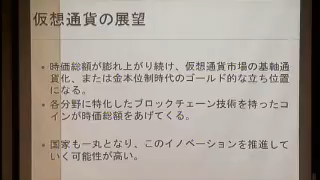 仮想通貨の展望
• 時価総額が膨れ上がり続け、仮想通貨市場の基軸通
貨化、または金本位制時代のゴールド的な立ち位置
になる。
• 各分野に特化したブロックチェーン技術を持ったコ
インが時価総額をあげてくる。
• 国家も一丸となり、このイノベーションを推進して
いく可能性が高い。